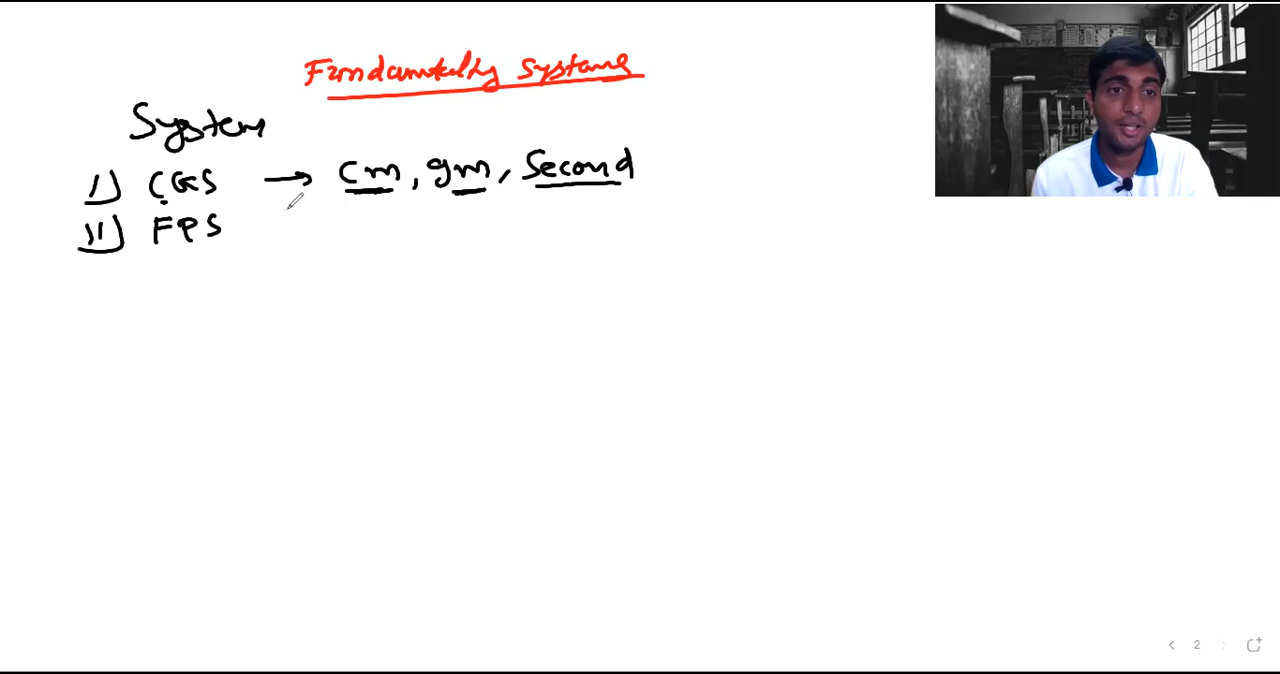 Fundamentally Systems
System
I) CGS → cm, gm, Second
II) FPS
2